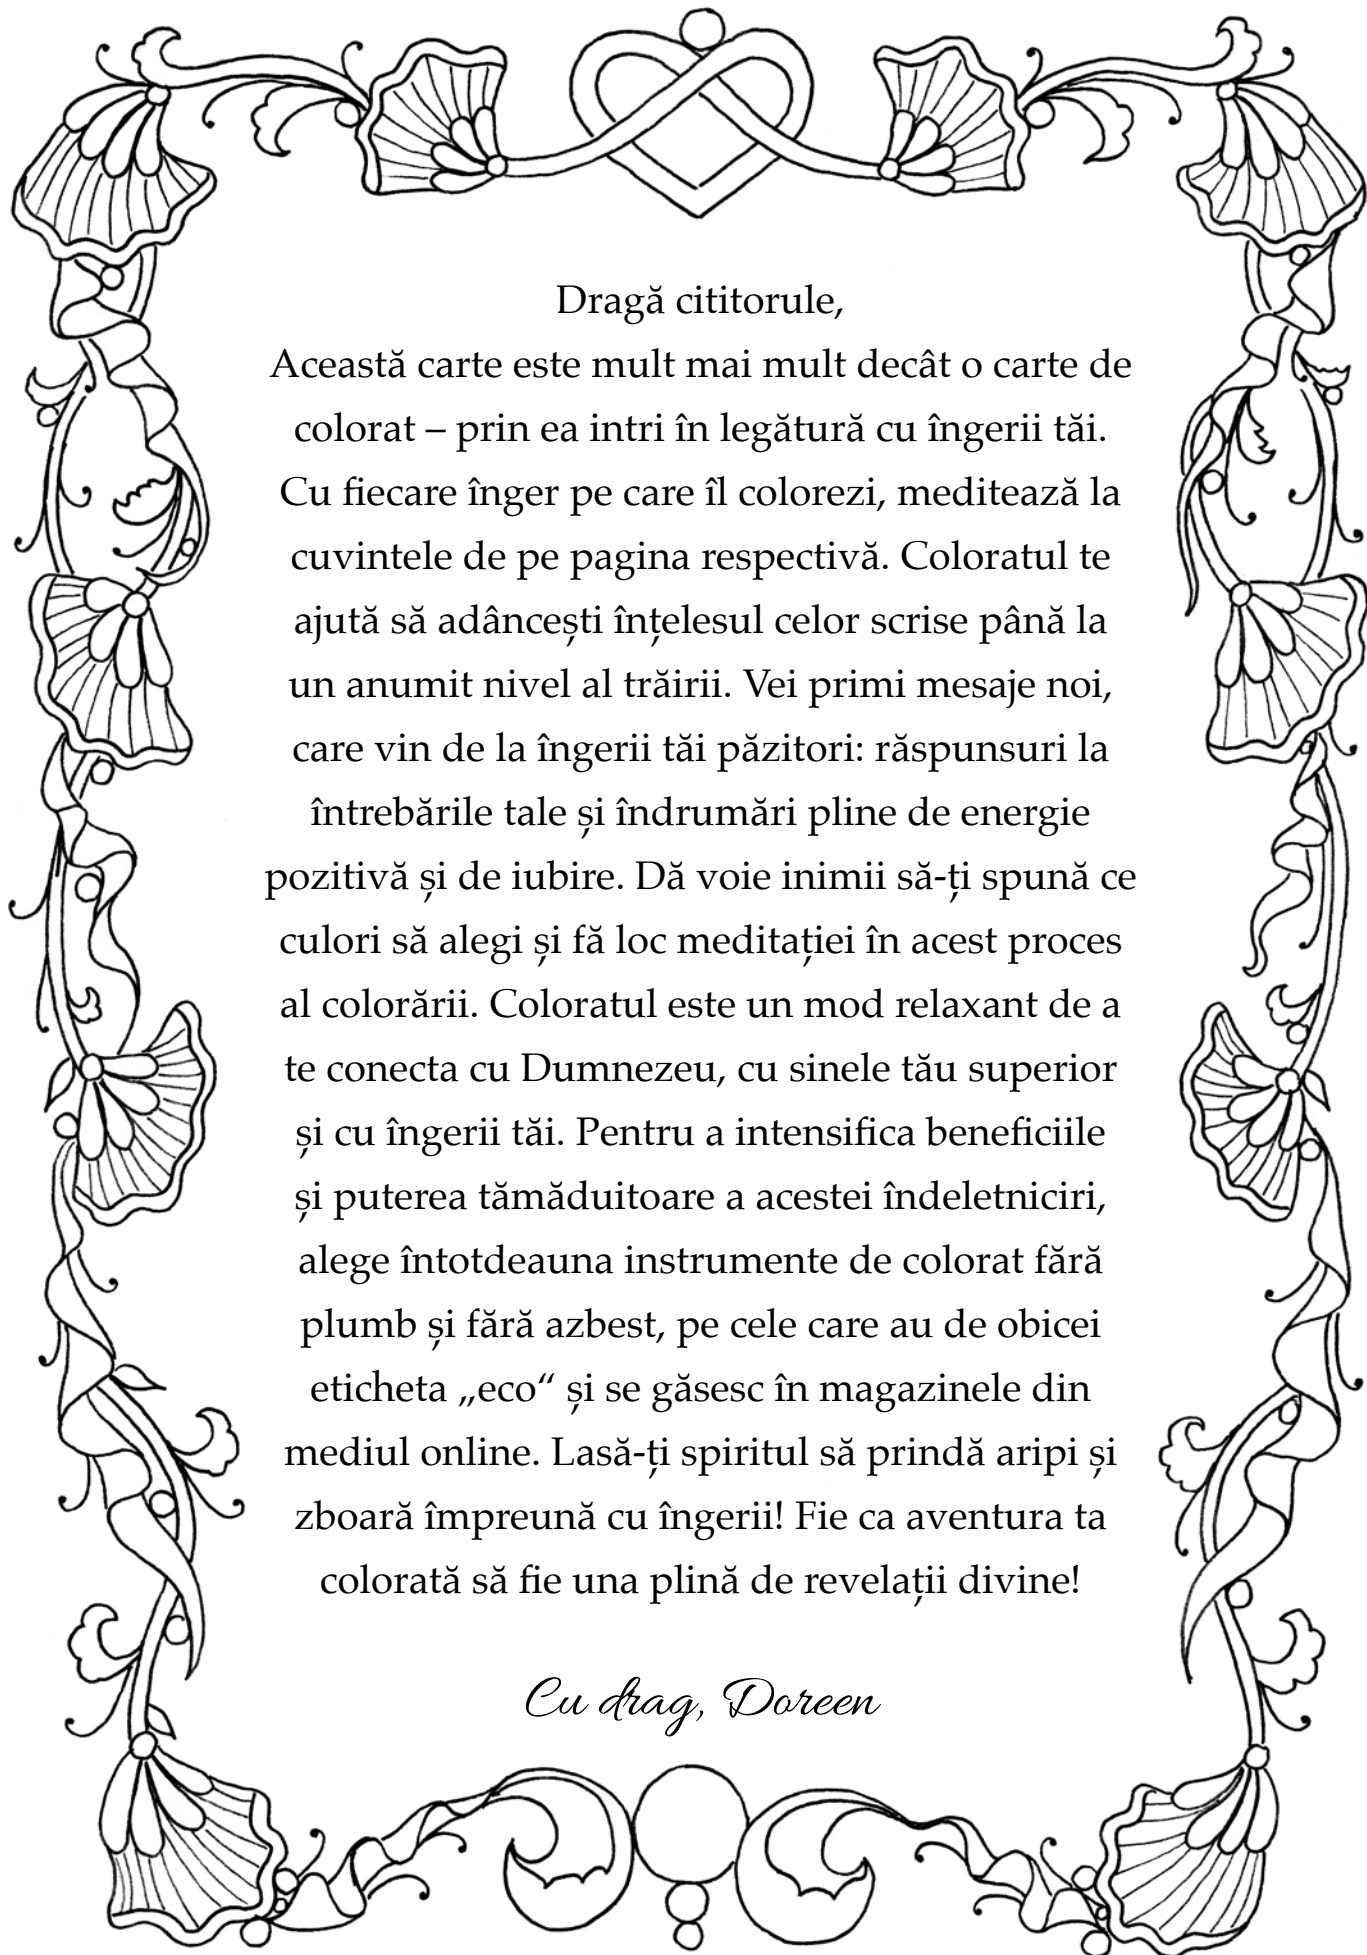 Dragă cititorule,
Această carte este mult mai mult decât o carte de
colorat – prin ea intri în legătură cu îngerii tăi.
Cu fiecare înger pe care îl colorezi, meditează la
cuvintele de pe pagina respectivă. Coloratul te
ajută să adâncești înțelesul celor scrise până la
un anumit nivel al trăirii. Vei primi mesaje noi,
care vin de la îngerii tăi păzitori: răspunsuri la
întrebările tale și îndrumări pline de energie
pozitivă și de iubire. Dă voie inimii să-ți spună ce
culori să alegi și fă loc meditației în acest proces
al colorării. Coloratul este un mod relaxant de a
te conecta cu Dumnezeu, cu sinele tău superior
și cu îngerii tăi. Pentru a intensifica beneficiile
și puterea tămăduitoare a acestei îndeletniciri,
alege întotdeauna instrumente de colorat fără
plumb și fără azbest, pe cele care au de obicei
eticheta „eco“ și se găsesc în magazinele din
mediul online. Lasă-ți spiritul să prindă aripi și
zboară împreună cu îngerii! Fie ca aventura ta
colorată să fie una plină de revelații divine!
Cu drag, Doreen